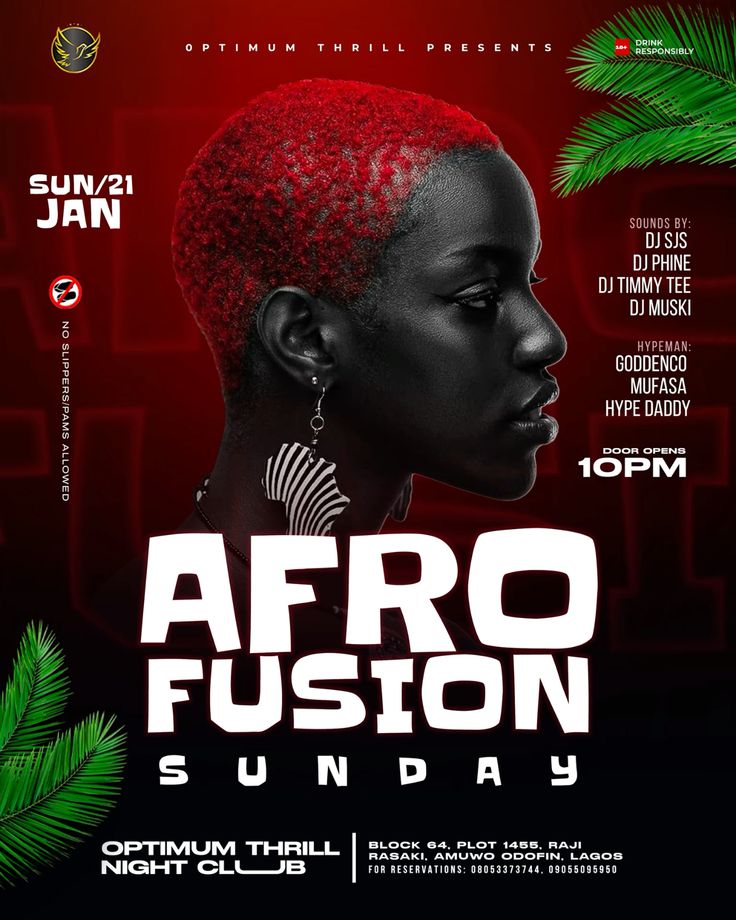 0PTIMUM THRILL PRESENTS
18+
DRINK
RESPONSIBLY
SUN/21
JAN
NO SLIPPERS/PAMS ALLOWED
SOUNDS BY:
DJ SJS
DJ PHINE
DJ TIMMY TEE
DJ MUSKI
HYPEMAN:
GODDENCO
MUFASA
HYPE DADDY
DOOR OPENS
10PM
AFRO
FUSION
SUNDAY
OPTIMUM THRILL
NIGHT CLUB
BLOCK 64, PLOT 1455, RAJI
RASAKI, AMUWO ODOFIN, LAGOS
FOR RESERVATIONS: 08053373744, 09055095950